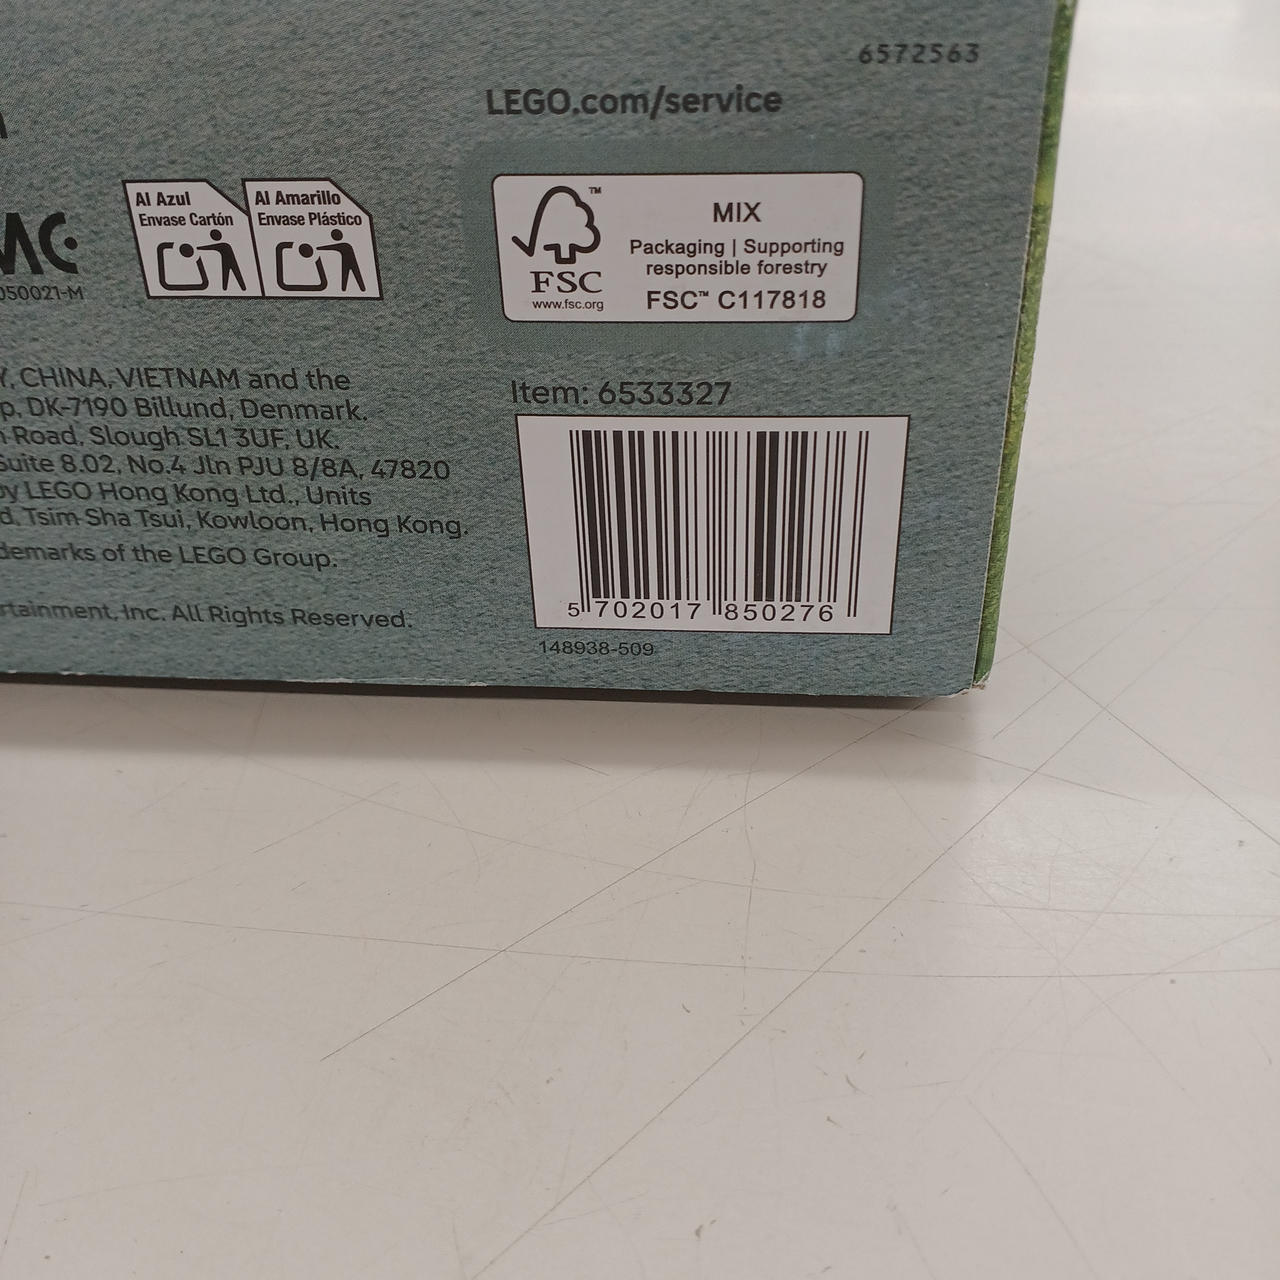 6572563
LEGO.com/service
Al Azul
Envase Cartón
Al Amarillo
Envase Plástico
™
FSC
www.fsc.org
MIX
Packaging | Supporting
responsible forestry
FSC™ C117818
050021-M
CHINA, VIETNAM and the
DK-7190 Billund, Denmark.
Road, Slough SL1 3UF, UK.
Suite 8.02, No.4 Jln PJU 8/8A, 47820
by LEGO Hong Kong Ltd., Units
Tsim Sha Tsui, Kowloon, Hong Kong.
demarks of the LEGO Group.
rtainment, Inc. All Rights Reserved.
Item: 6533327
5 702017 850276
148938-509